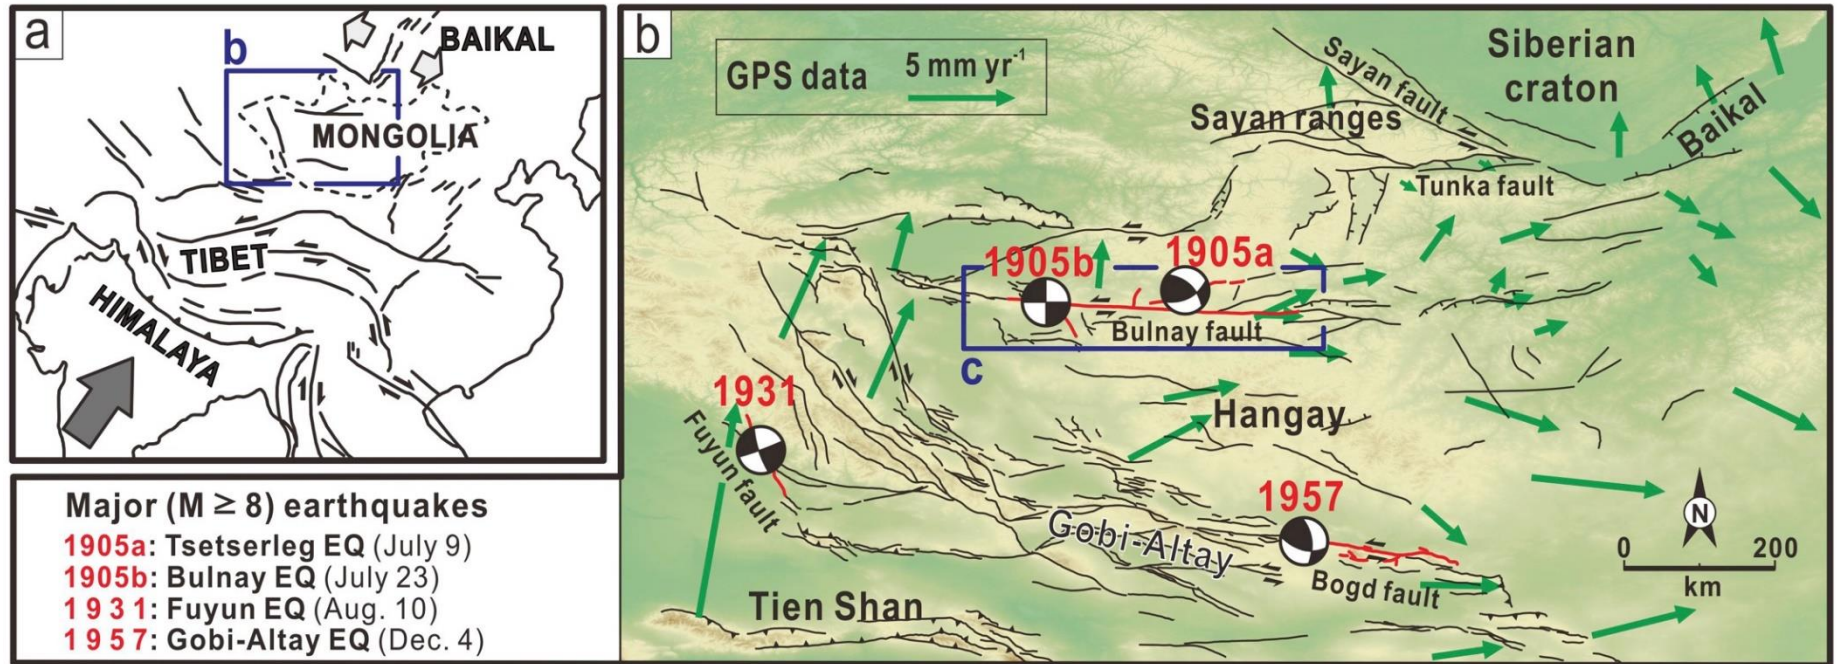 a
b
BAIKAL
MONGOLIA
TIBET
HIMALAYA
Major (M ≥ 8) earthquakes
1905a: Tsetserleg EQ (July 9)
1905b: Bulnay EQ (July 23)
1931: Fuyun EQ (Aug. 10)
1957: Gobi-Altay EQ (Dec. 4)
b
GPS data
5 mm yr⁻¹
Sayan fault
Siberian
craton
Sayan ranges
Baikal
Tunka fault
1905b
1905a
Bulnay fault
c
1931
Fuyun fault
Hangay
1957
Gobi-Altay
Bogd fault
Tien Shan
N
0 200
km